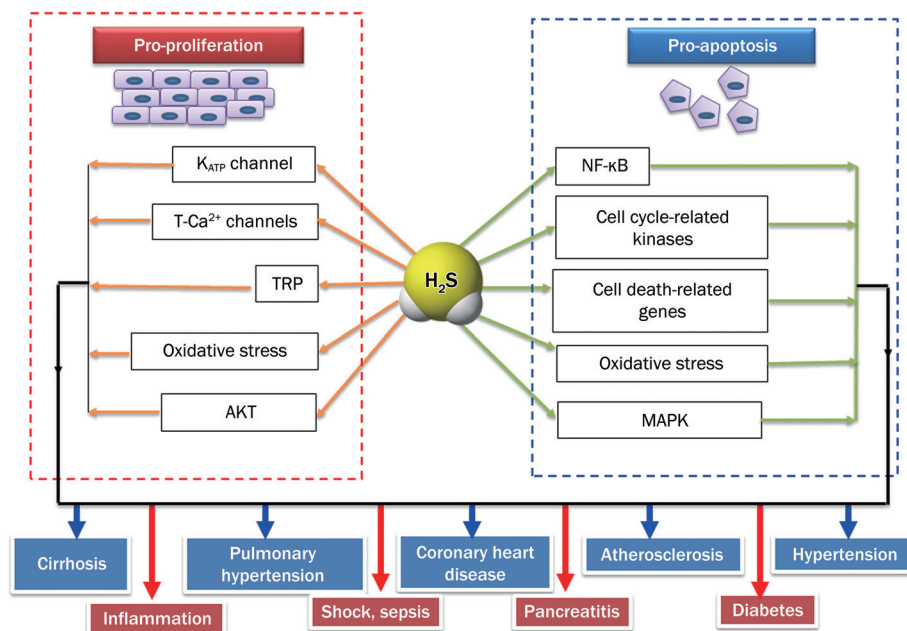 Pro-proliferation
Pro-apoptosis
K_ATP channel
T-Ca²⁺ channels
TRP
Oxidative stress
AKT
H₂S
NF-κB
Cell cycle-related
kinases
Cell death-related
genes
Oxidative stress
MAPK
Cirrhosis
Pulmonary
hypertension
Coronary heart
disease
Atherosclerosis
Hypertension
Inflammation
Shock, sepsis
Pancreatitis
Diabetes